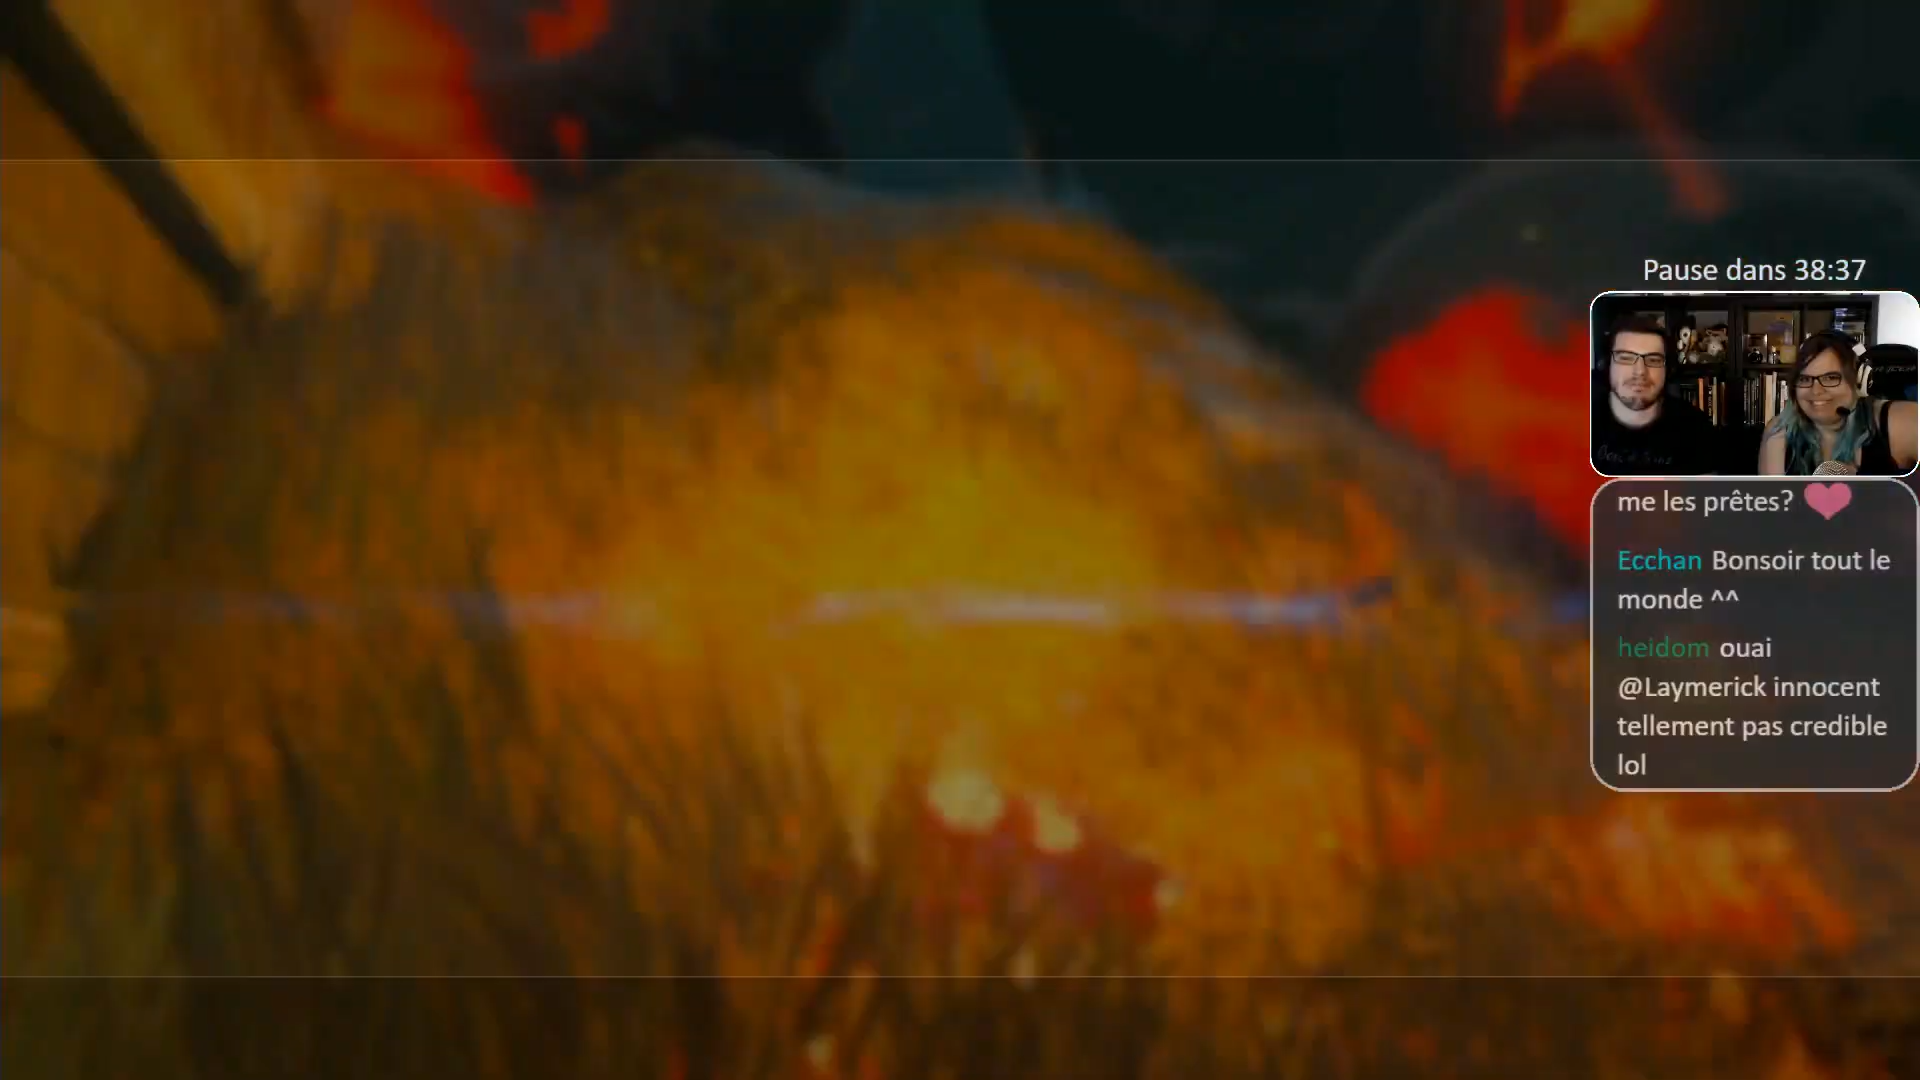 Pause dans 38:37
me les prêtes?
Ecchan Bonsoir tout le
monde ^^
heidom ouai
@Laymerick innocent
tellement pas credible
lol